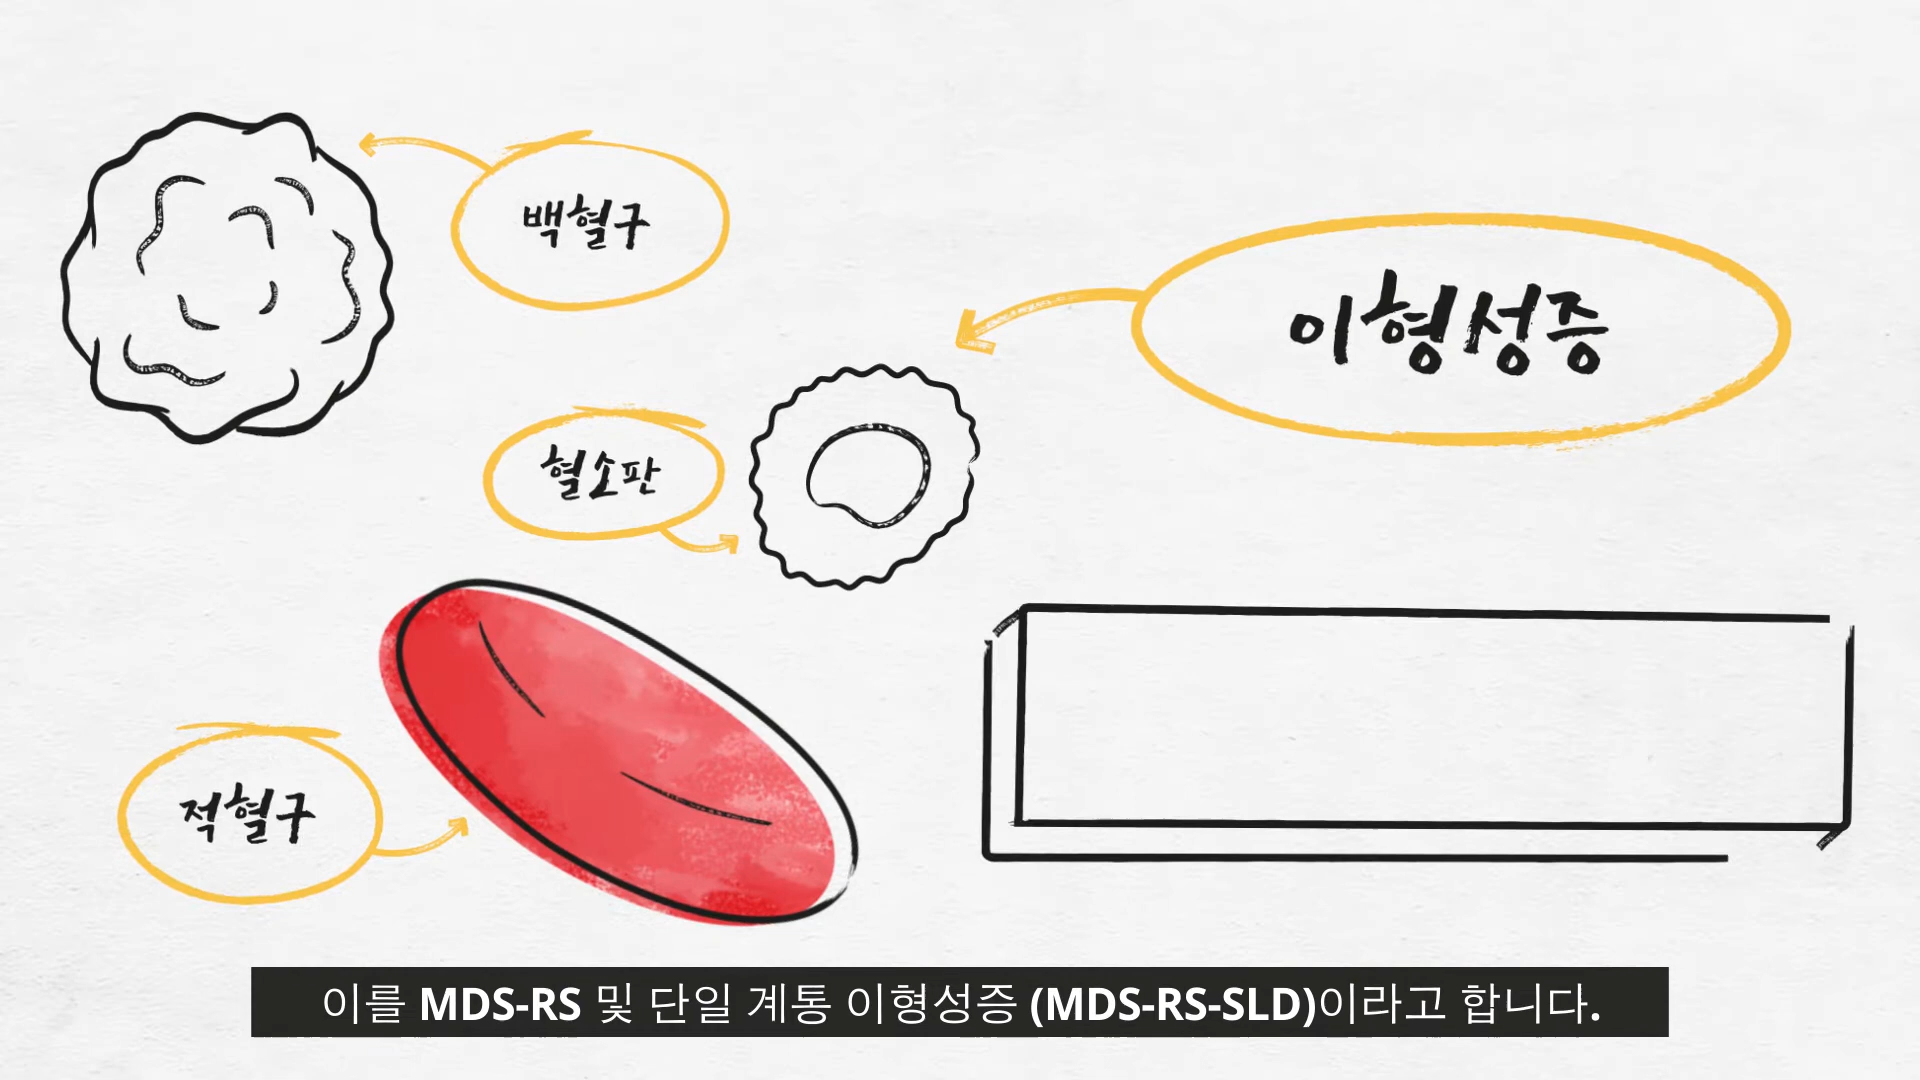 백혈구
이형성증
혈소판
적혈구
이를 MDS-RS 및 단일 계통 이형성증 (MDS-RS-SLD)이라고 합니다.